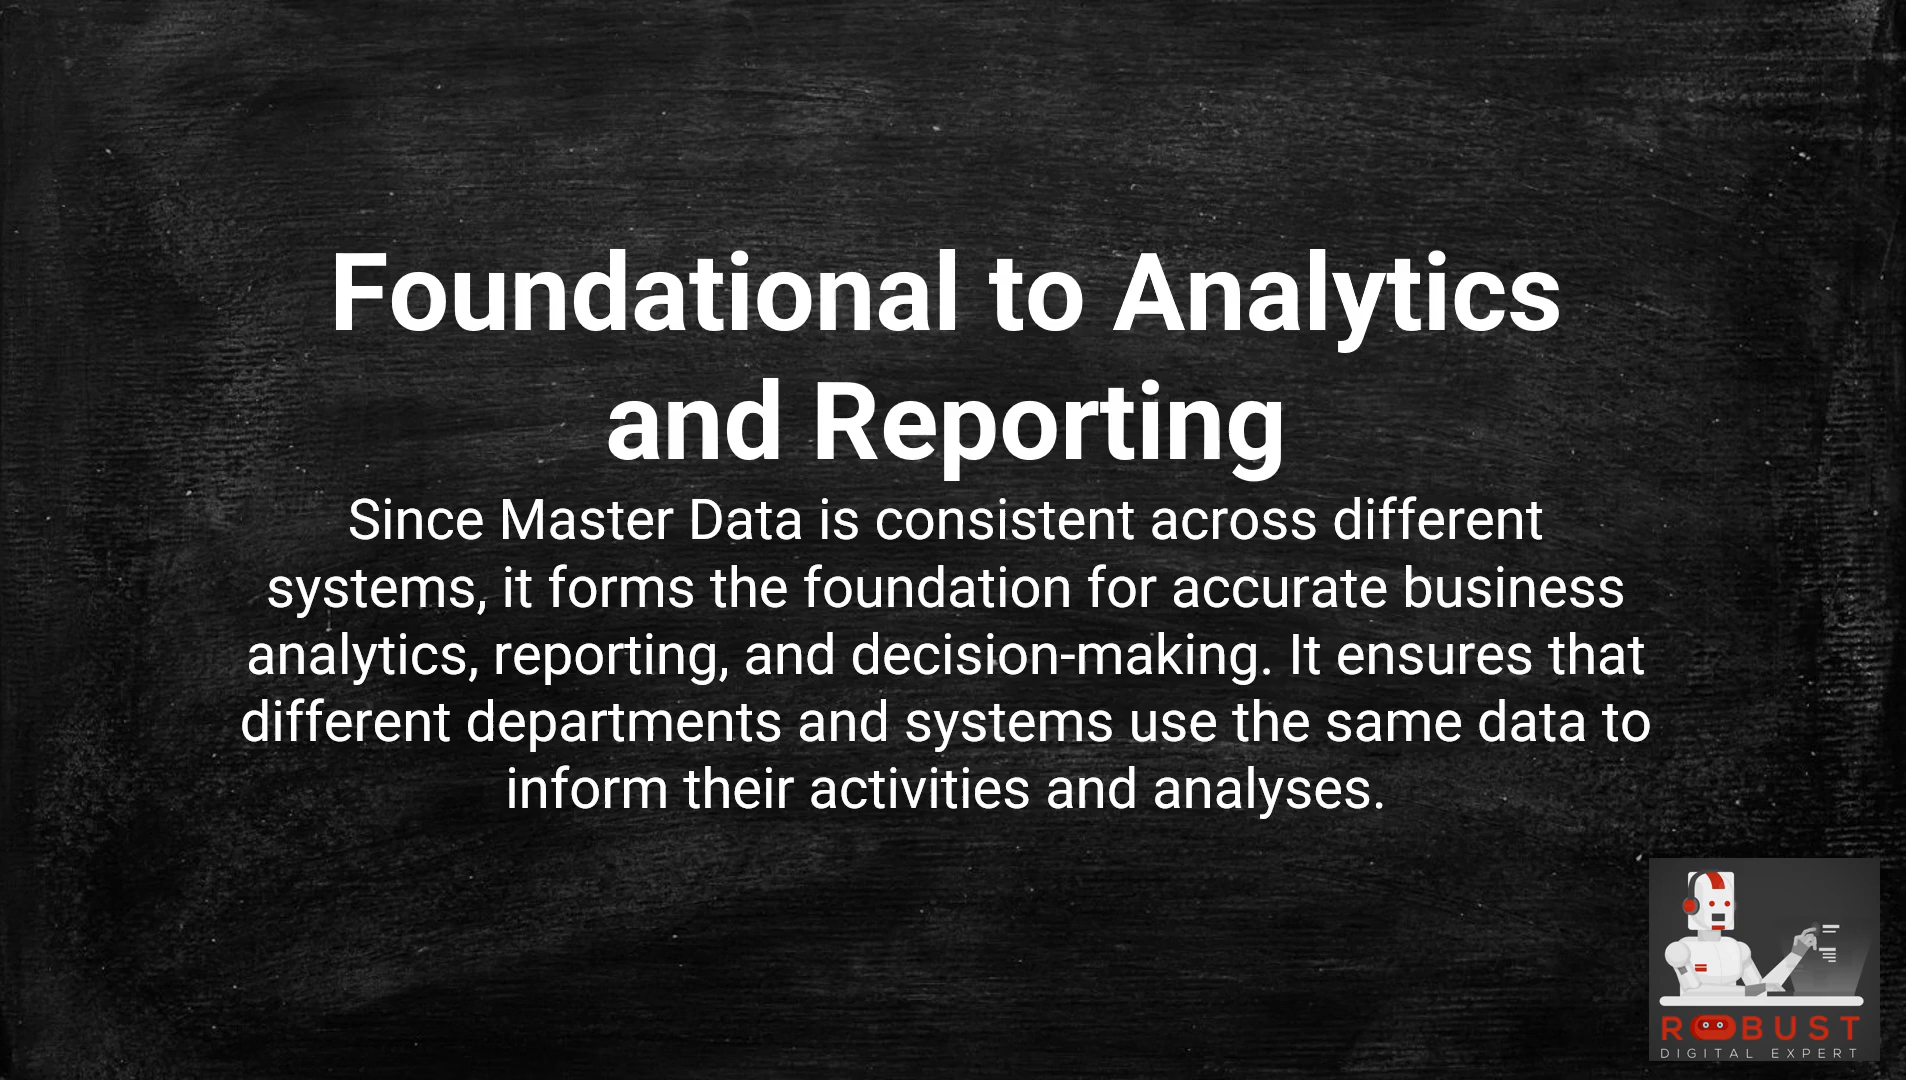 Foundational to Analytics
and Reporting
Since Master Data is consistent across different
systems, it forms the foundation for accurate business
analytics, reporting, and decision-making. It ensures that
different departments and systems use the same data to
inform their activities and analyses.
ROBUST
DIGITAL EXPERT